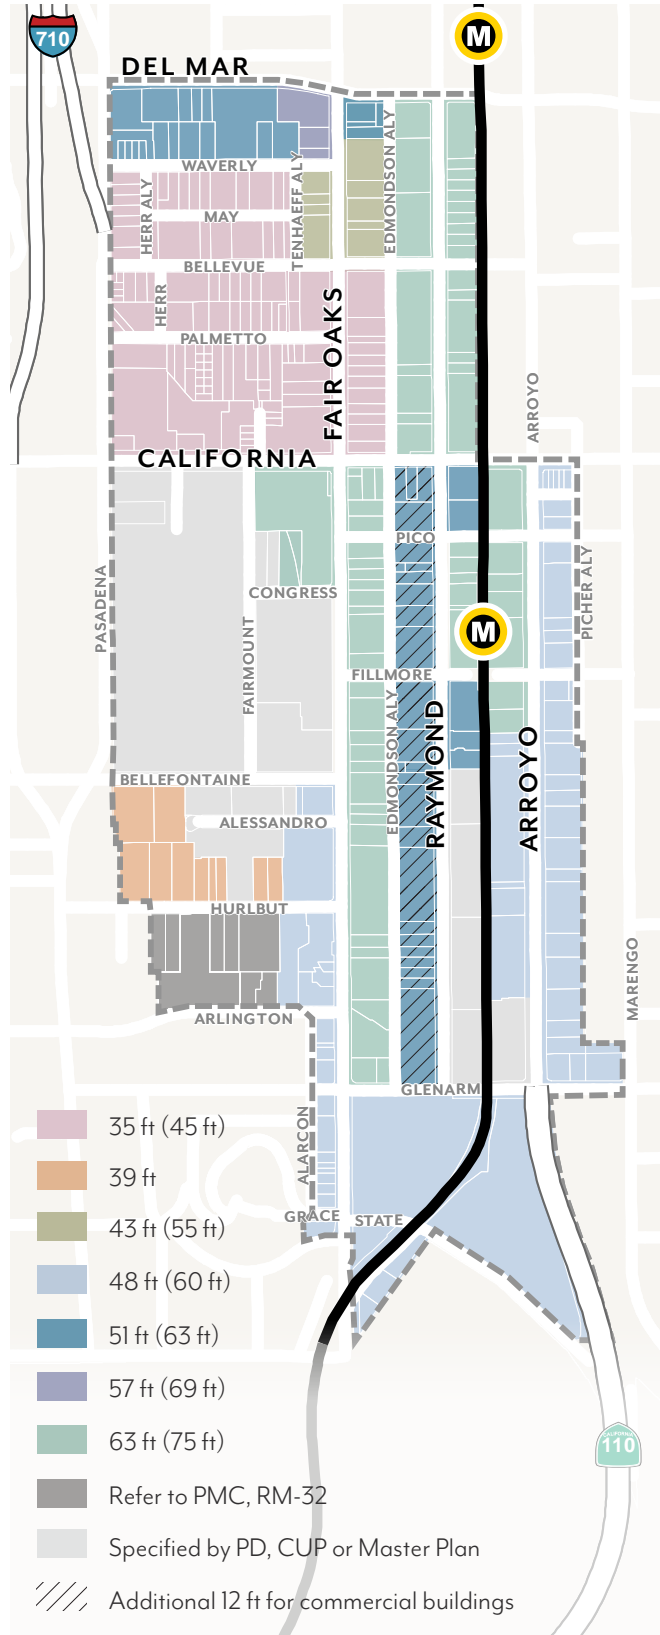 710
M
DEL MAR
WAVERLY
HERR ALY
MAY
TENHAEFF ALY
EDMONDSON ALY
BELLEVUE
HERR
PALMETTO
FAIR OAKS
ARROYO
CALIFORNIA
PICO
PASADENA
CONGRESS
PICHER ALY
FAIRMOUNT
M
FILLMORE
EDMONDSON ALY
RAYMOND
ARROYO
BELLEFONTAINE
ALESSANDRO
HURLBUT
MARENGO
ARLINGTON
GLENARM
ALARCON
GRACE
STATE
35 ft (45 ft)
39 ft
43 ft (55 ft)
48 ft (60 ft)
51 ft (63 ft)
57 ft (69 ft)
63 ft (75 ft)
CALIFORNIA
110
Refer to PMC, RM-32
Specified by PD, CUP or Master Plan
Additional 12 ft for commercial buildings